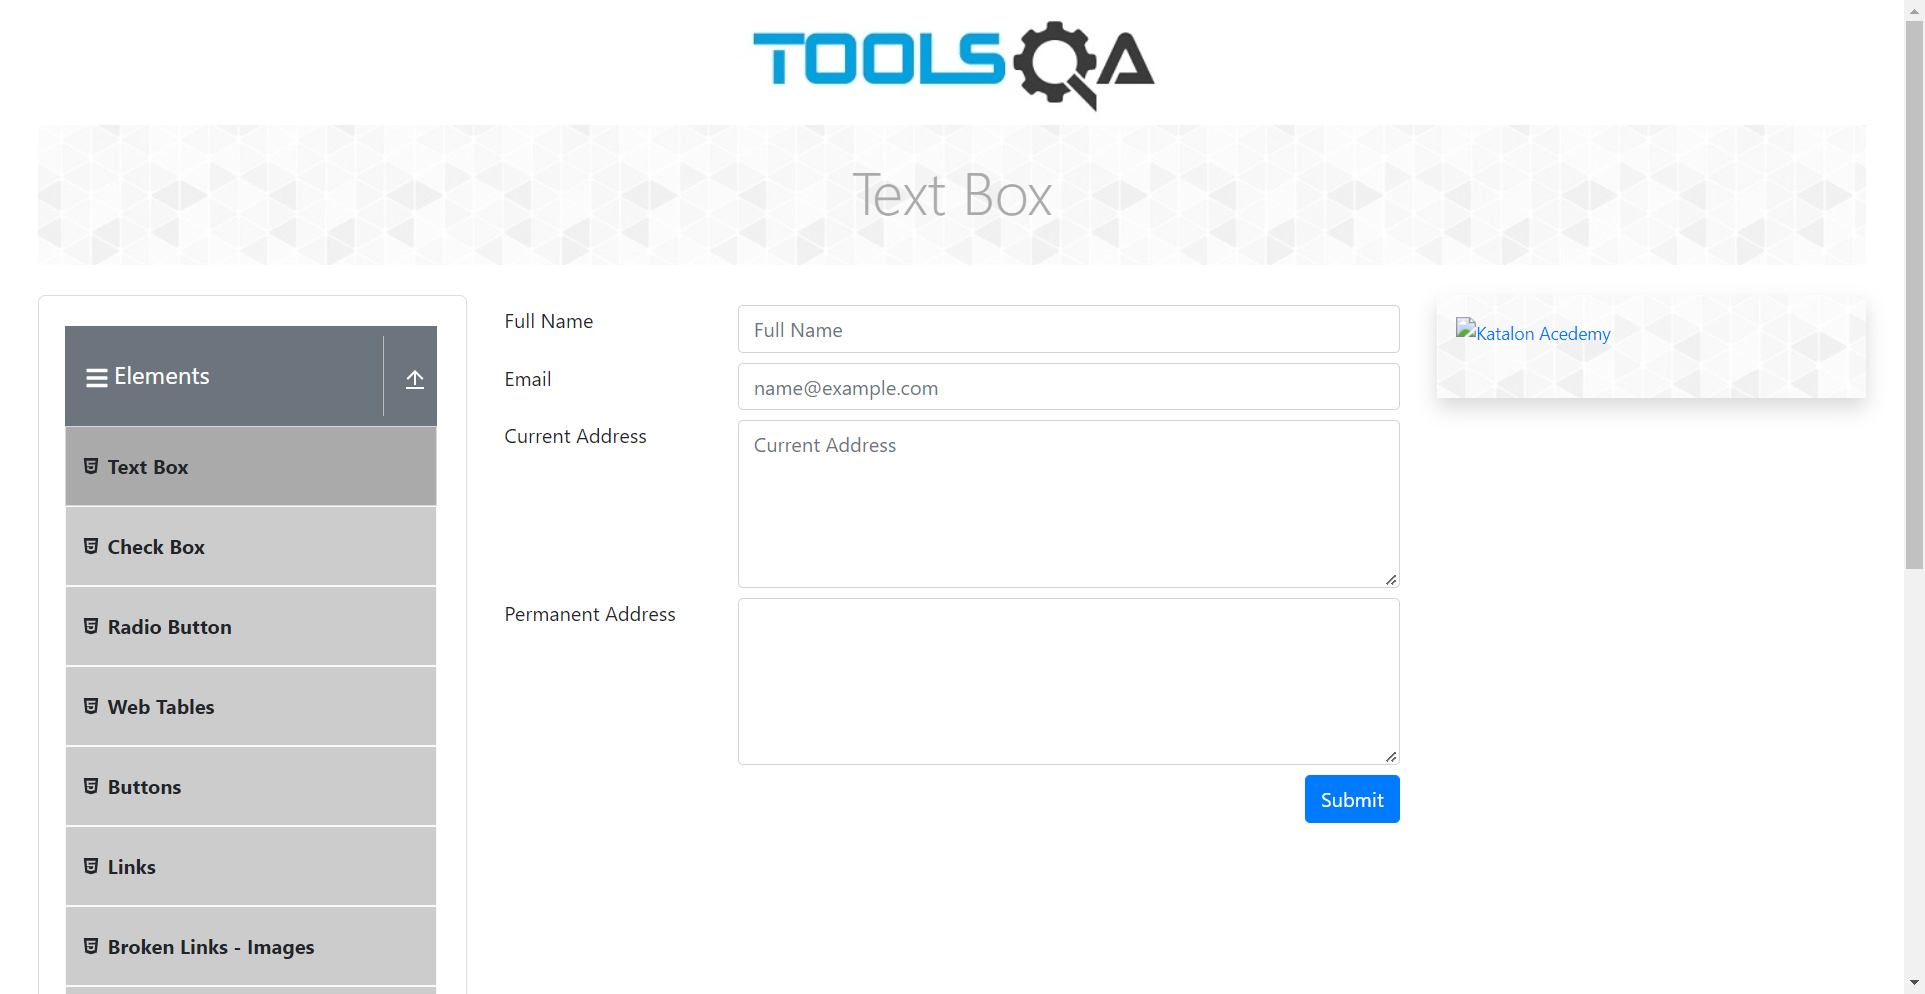 TOOLSQA
Text Box
Elements
Text Box
Check Box
Radio Button
Web Tables
Buttons
Links
Broken Links - Images
Full Name
Full Name
Email
name@example.com
Current Address
Current Address
Permanent Address
Submit
Katalon Acedemy